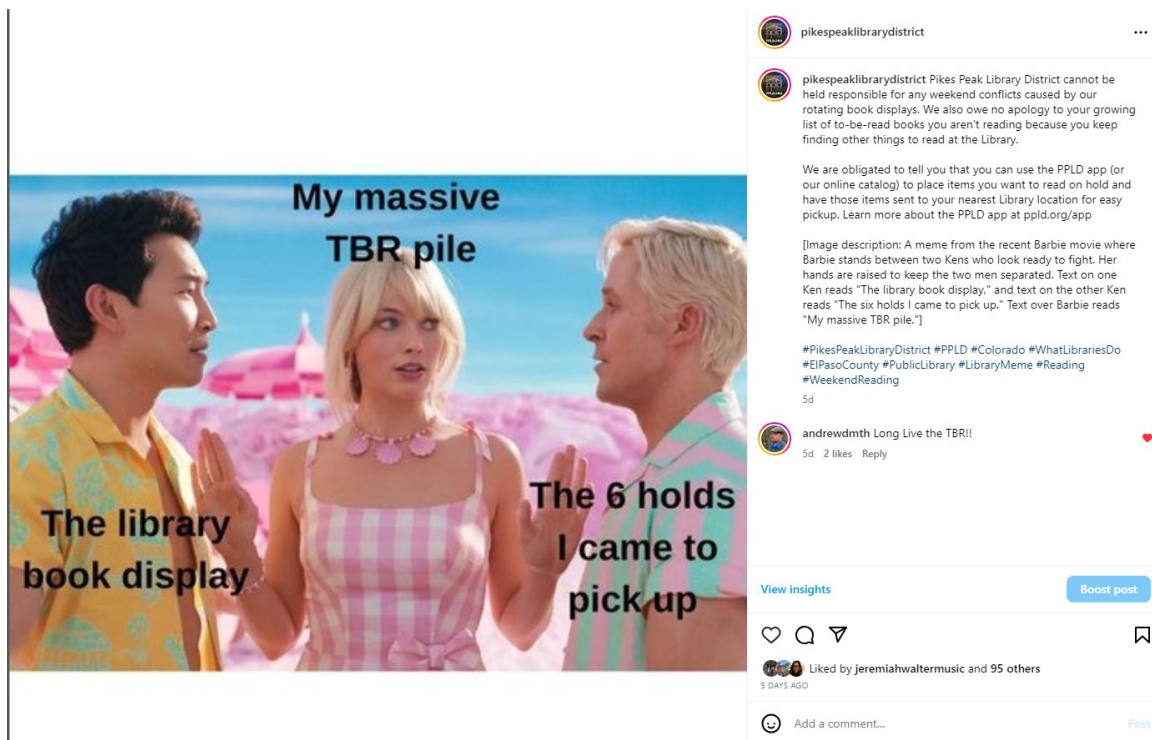 My massive
TBR pile
The library
book display
The 6 holds
I came to
pick up
pikespeaklibrarydistrict
pikespeaklibrarydistrict Pikes Peak Library District cannot be
held responsible for any weekend conflicts caused by our
rotating book displays. We also owe no apology to your growing
list of to-be-read books you aren't reading because you keep
finding other things to read at the Library.
We are obligated to tell you that you can use the PPLD app (or
our online catalog) to place items you want to read on hold and
have those items sent to your nearest Library location for easy
pickup. Learn more about the PPLD app at ppld.org/app
[Image description: A meme from the recent Barbie movie where
Barbie stands between two Kens who look ready to fight. Her
hands are raised to keep the two men separated. Text on one
Ken reads "The library book display." and text on the other Ken
reads "The six holds I came to pick up." Text over Barbie reads
"My massive TBR pile."]
#PikesPeakLibraryDistrict #PPLD #Colorado #WhatLibrariesDo
#ElPasoCounty #PublicLibrary #LibraryMeme #Reading
#WeekendReading
5d
andrewdmth Long Live the TBR!!
5d 2 likes Reply
View insights
Boost post
Liked by jeremiahwaltermusic and 95 others
5 DAYS AGO
Add a comment...
Post